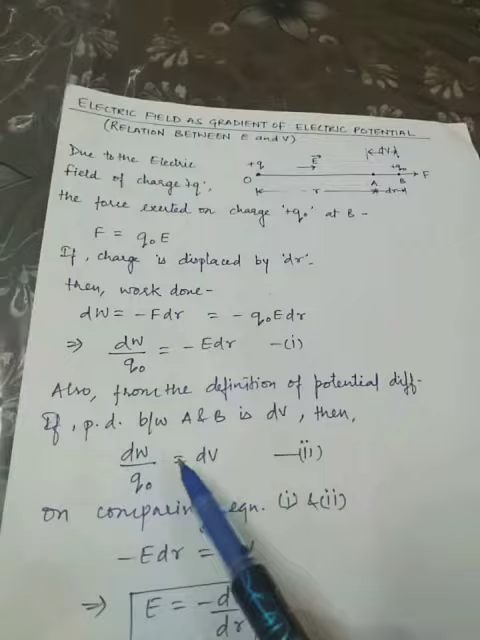 ELECTRIC FIELD AS GRADIENT OF ELECTRIC POTENTIAL
(RELATION BETWEEN E and V)
Due to the Electric
field of charge '+q',
the force exerted on charge '+q₀' at B -
+q E⃗ dV +q₀
O A B F
r dr
F = q₀E
If, charge is displaced by 'dr'-
then, work done-
dW = -Fdr = -q₀Edr
⇒ dW/q₀ = -Edr -(i)
Also, from the definition of potential diff-
If, p.d. b/w A & B is dV, then,
dW/q₀ = dV -(ii)
on comparing eqn. (i) & (ii)
-Edr =
⇒ E = -d / dr